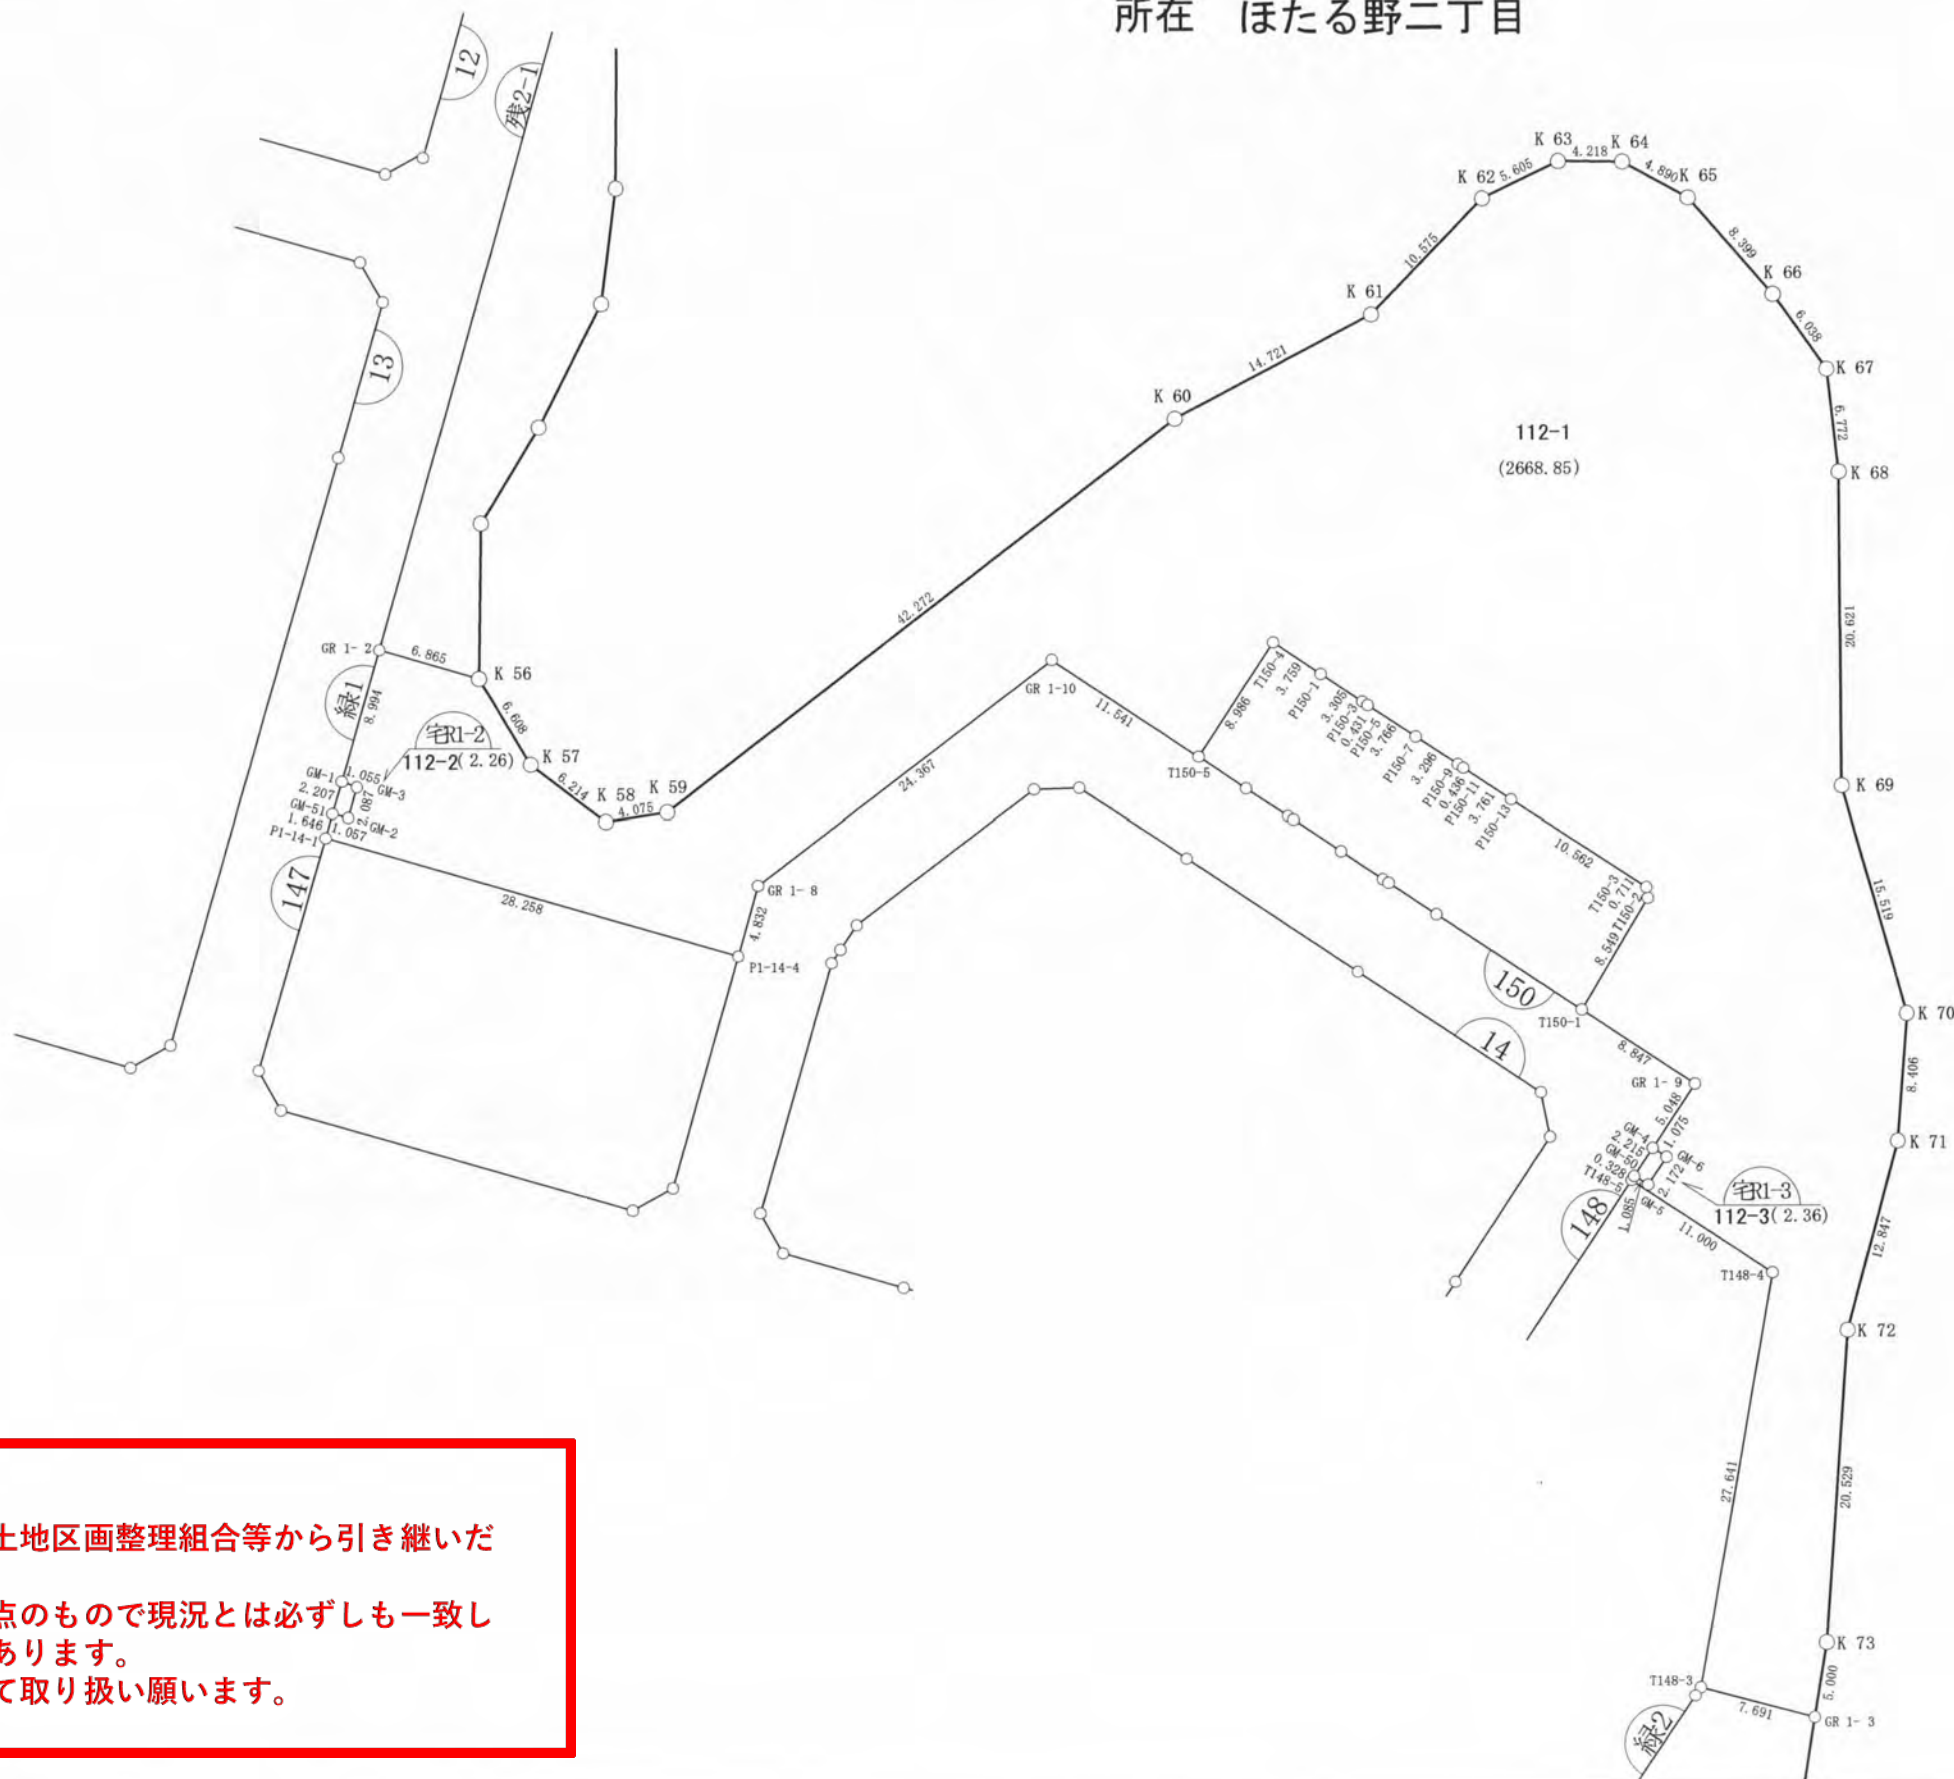 所在　ほたる野二丁目
12
残2-1
13
K 63
4.218
K 64
K 62
5.605
4.890
K 65
10.575
8.399
K 66
K 61
6.038
14.721
K 67
K 60
6.772
112-1
(2668.85)
K 68
42.272
20.621
GR 1- 2
6.865
K 56
緑1
8.994
6.608
宅R1-2
112-2( 2.26)
K 57
GM-1
1.055
GM-3
2.207
2.087
GM-51
1.646
1.057
GM-2
P1-14-1
6.214
K 58
K 59
4.075
147
28.258
GR 1- 8
4.832
P1-14-4
24.367
GR 1-10
11.541
T150-5
8.986
T150-4
3.759
P150-1
3.305
P150-3
0.431
P150-5
3.766
P150-7
3.296
P150-9
0.436
P150-11
3.761
P150-13
10.562
T150-3
0.711
T150-2
8.549
150
T150-1
K 69
15.519
K 70
14
8.847
GR 1- 9
8.406
5.048
K 71
GM-4
1.075
2.215
GM-50
GM-6
0.328
T148-5
2.172
宅R1-3
112-3( 2.36)
148
1.085
GM-5
11.000
12.847
T148-4
K 72
27.641
20.529
K 73
T148-3
5.000
7.691
GR 1- 3
緑2
土地区画整理組合等から引き継いだ
点のもので現況とは必ずしも一致し
あります。
て取り扱い願います。